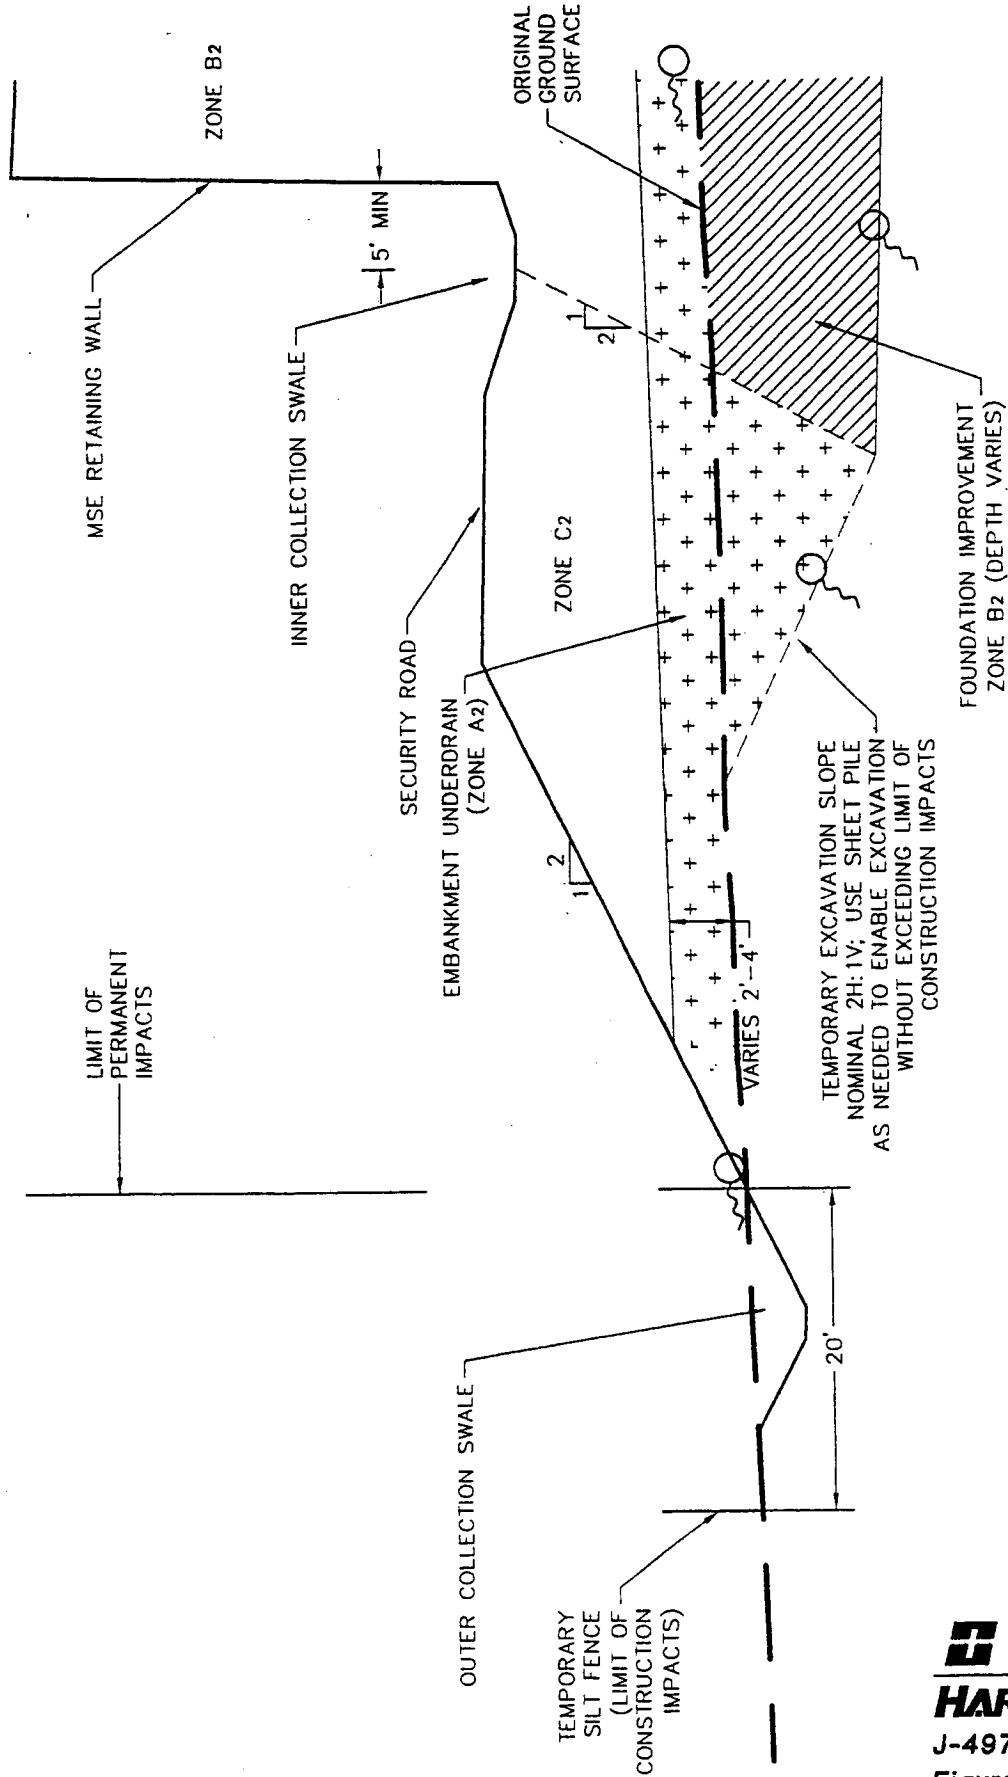 LIMIT OF
PERMANENT
IMPACTS
MSE RETAINING WALL
ZONE B2
5' MIN
INNER COLLECTION SWALE
SECURITY ROAD
EMBANKMENT UNDERDRAIN
(ZONE A2)
ZONE C2
ORIGINAL
GROUND
SURFACE
1
2
2
1
OUTER COLLECTION SWALE
VARIES 2'-4'
20'
TEMPORARY
SILT FENCE
(LIMIT OF
CONSTRUCTION
IMPACTS)
TEMPORARY EXCAVATION SLOPE
NOMINAL 2H:1V; USE SHEET PILE
AS NEEDED TO ENABLE EXCAVATION
WITHOUT EXCEEDING LIMIT OF
CONSTRUCTION IMPACTS
FOUNDATION IMPROVEMENT
ZONE B2 (DEPTH VARIES)
J-497